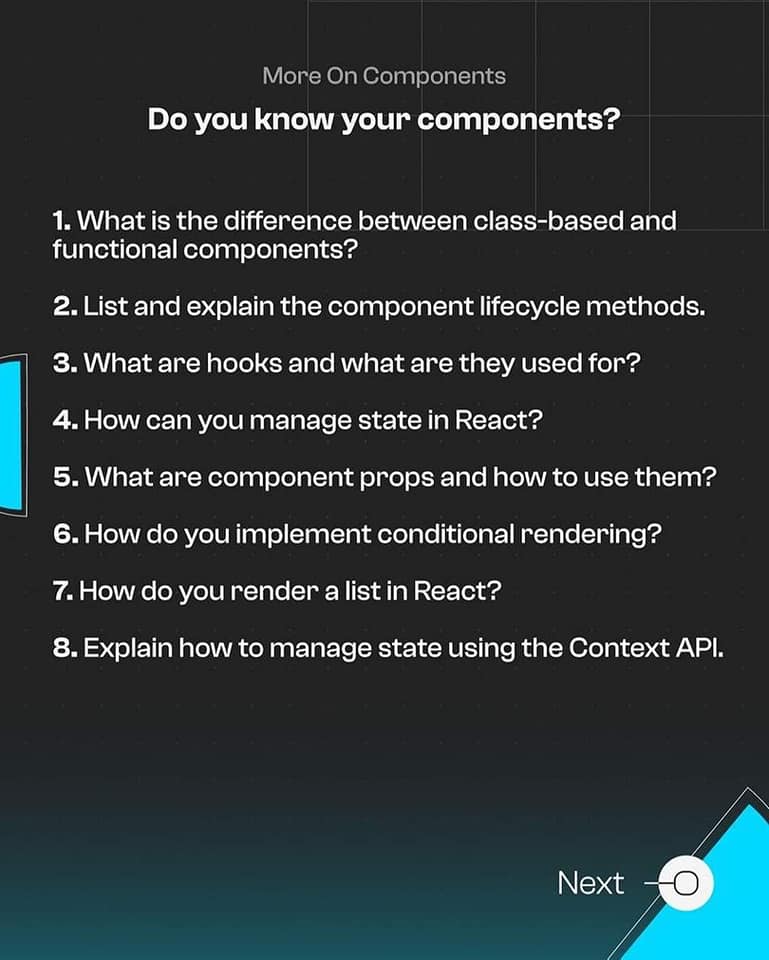 More On Components
Do you know your components?
1. What is the difference between class-based and
functional components?
2. List and explain the component lifecycle methods.
3. What are hooks and what are they used for?
4. How can you manage state in React?
5. What are component props and how to use them?
6. How do you implement conditional rendering?
7. How do you render a list in React?
8. Explain how to manage state using the Context API.
Next